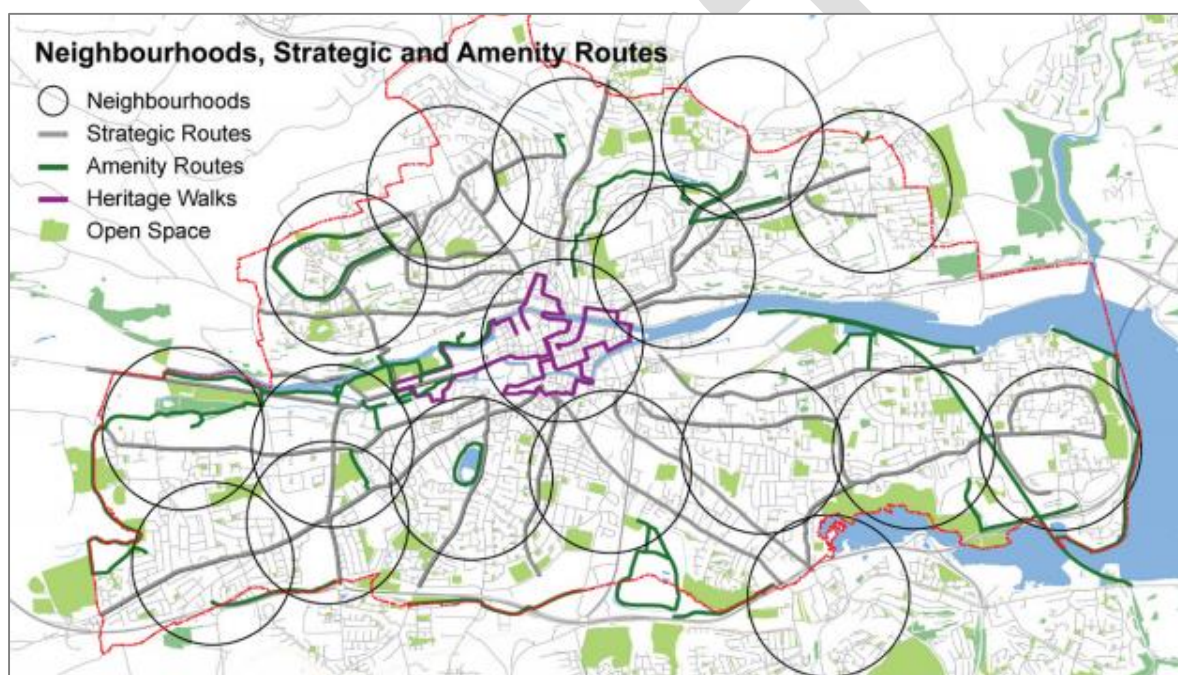 Neighbourhoods, Strategic and Amenity Routes
Neighbourhoods
Strategic Routes
Amenity Routes
Heritage Walks
Open Space